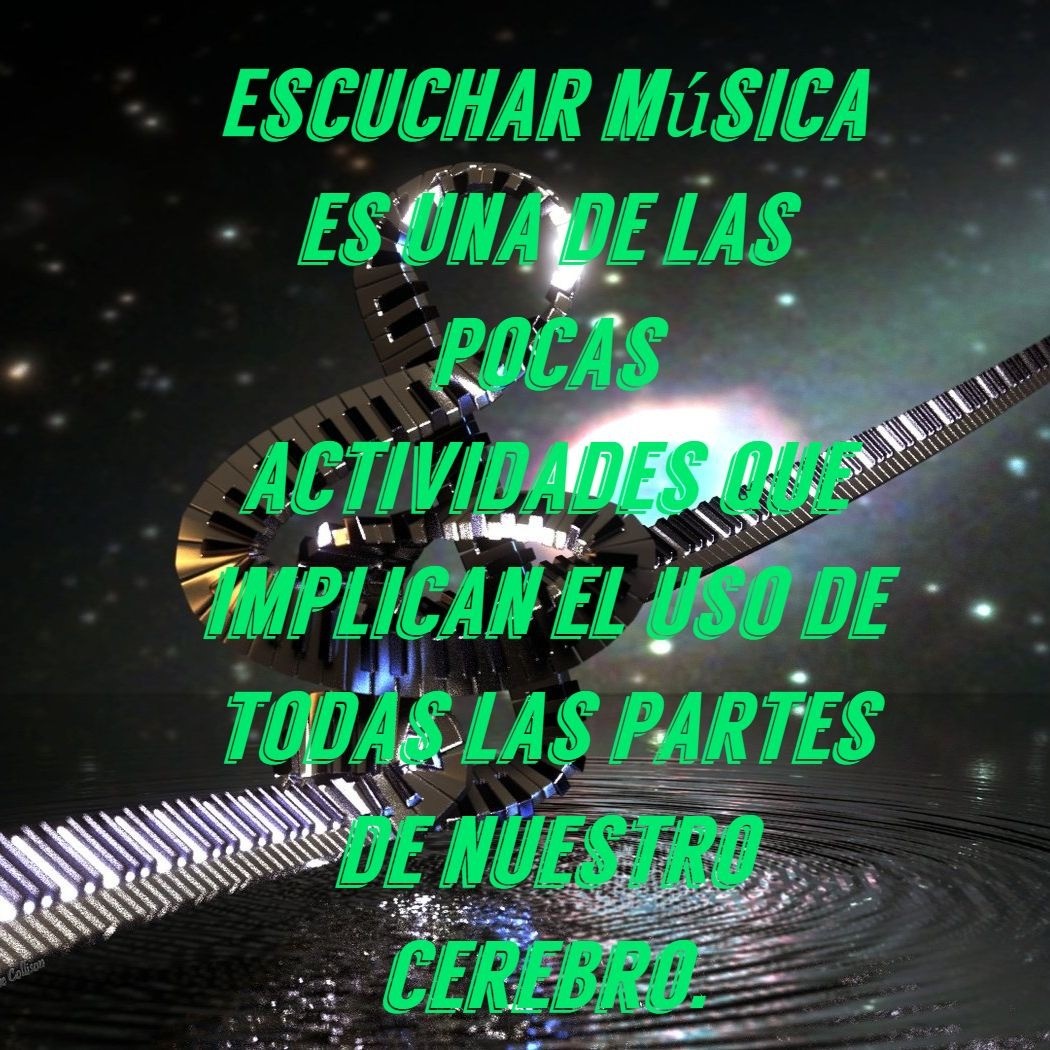 ESCUCHAR MúSICA
ES UNA DE LAS
POCAS
ACTIVIDADES QUE
IMPLICAN EL USO DE
TODAS LAS PARTES
DE NUESTRO
CEREBRO.
Collison